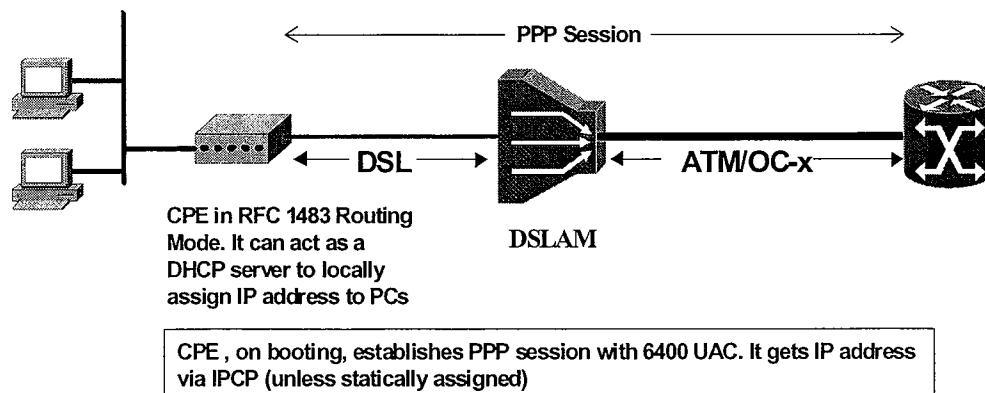 PPP Session
DSL
ATM/OC-x
CPE in RFC 1483 Routing
Mode. It can act as a
DHCP server to locally
assign IP address to PCs
DSLAM
CPE , on booting, establishes PPP session with 6400 UAC. It gets IP address
via IPCP (unless statically assigned)